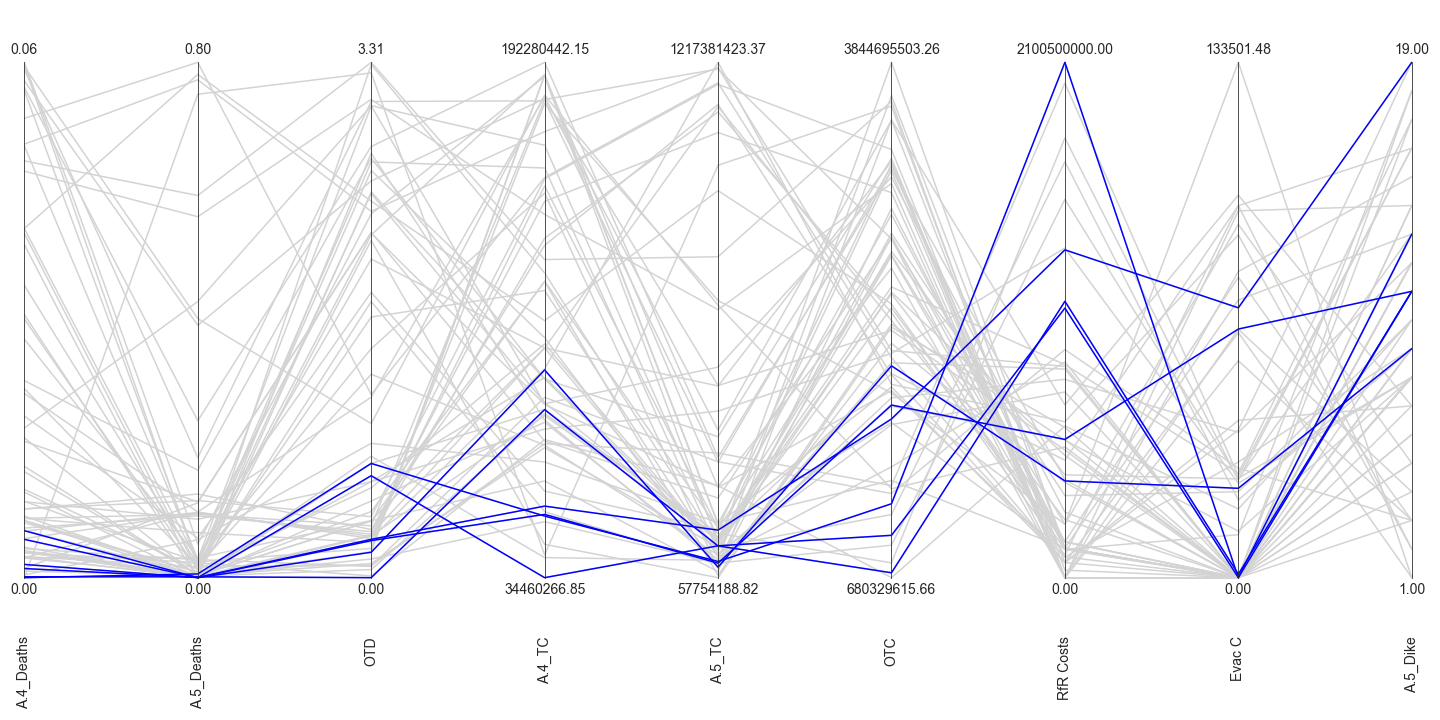 0.06 0.80 3.31 192280442.15 1217381423.37 3844695503.26 2100500000.00 133501.48 19.00
0.00 0.00 0.00 34460266.85 57754188.82 680329615.66 0.00 0.00 1.00
A.4_Deaths
A.5_Deaths
OTD
A.4_TC
A.5_TC
OTC
RfR Costs
Evac C
A.5_Dike